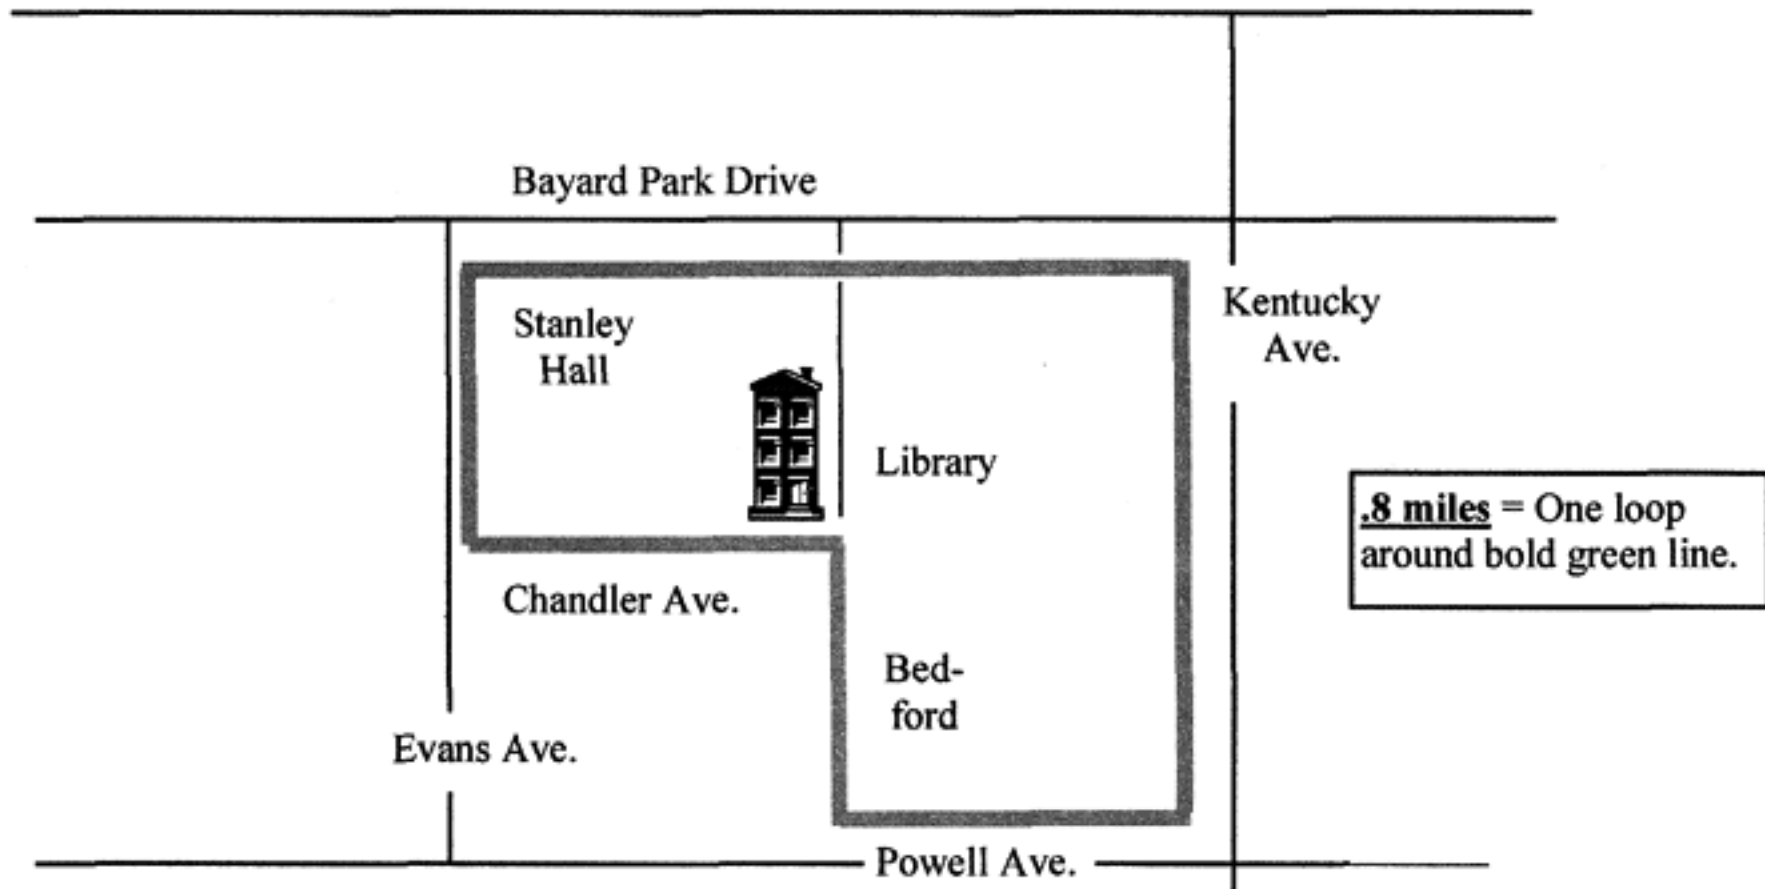 Bayard Park Drive
Stanley
Hall
Kentucky
Ave.
Library
.8 miles = One loop
around bold green line.
Chandler Ave.
Bed-
ford
Evans Ave.
Powell Ave.